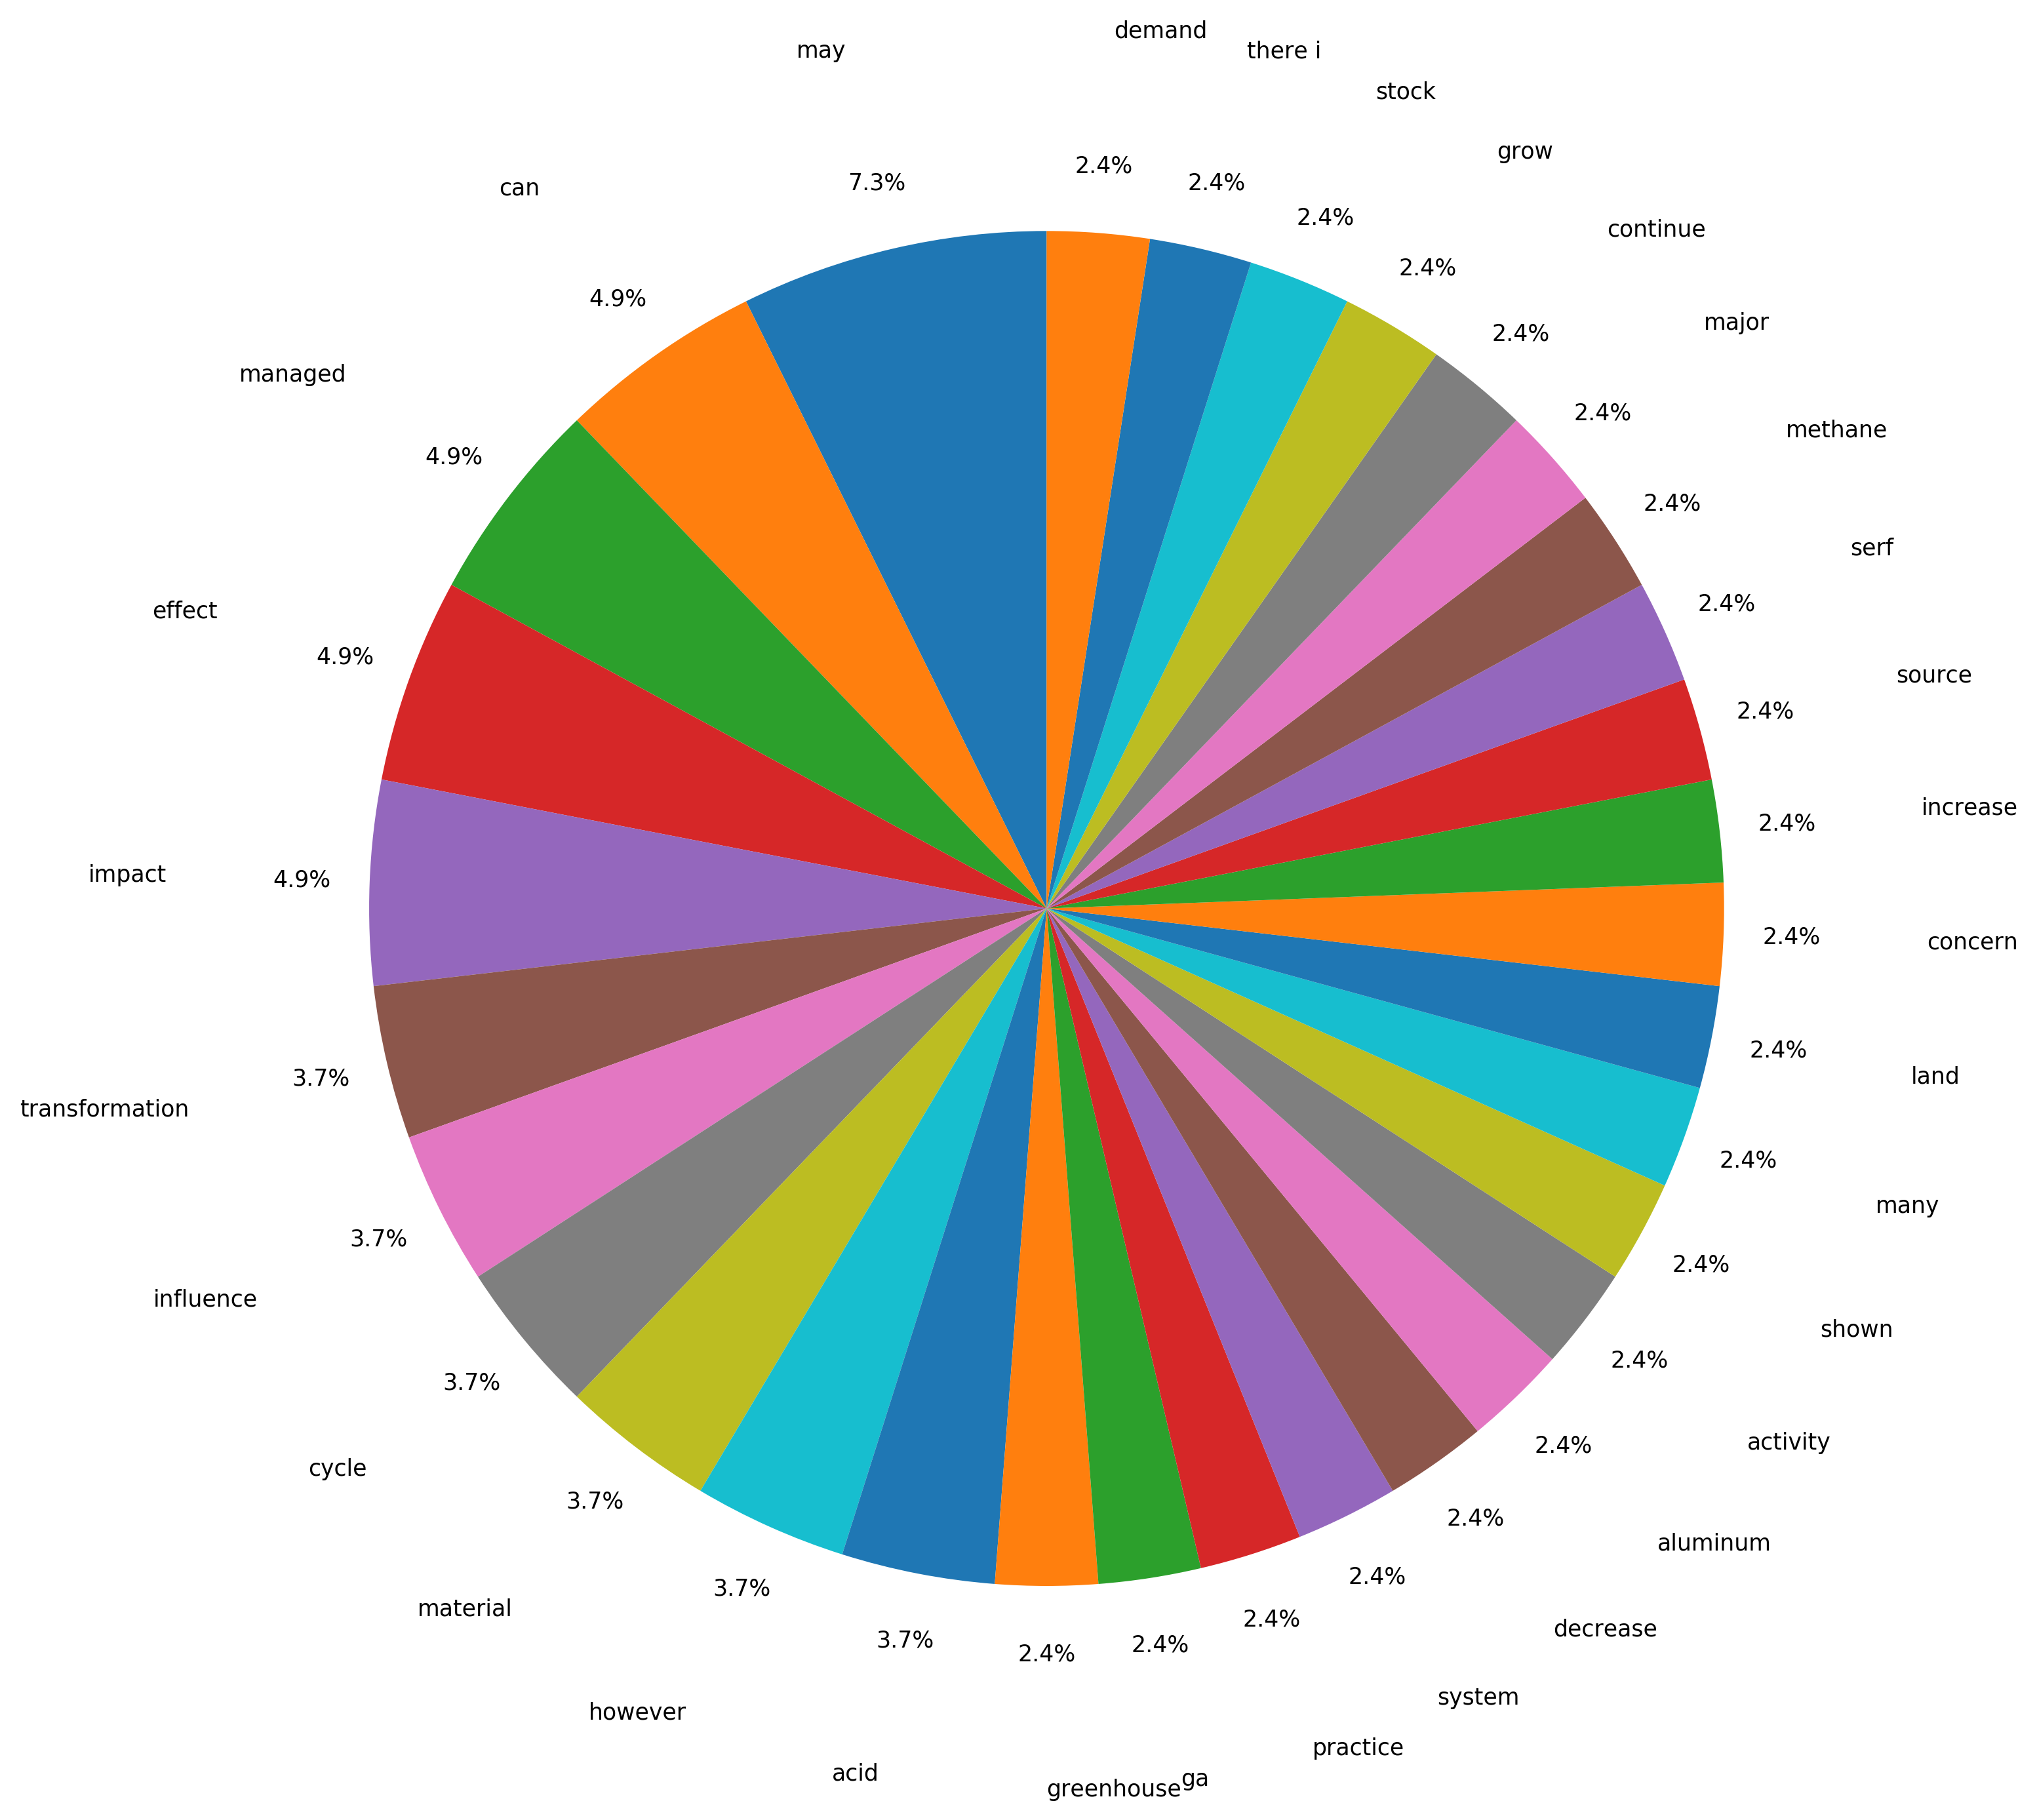 demand
may
there i
stock
grow
2.4%
7.3%
2.4%
can
2.4%
continue
2.4%
4.9%
major
2.4%
managed
2.4%
methane
4.9%
2.4%
serf
2.4%
effect
4.9%
source
2.4%
increase
2.4%
impact
4.9%
2.4%
concern
2.4%
land
3.7%
transformation
2.4%
many
3.7%
2.4%
influence
shown
2.4%
3.7%
activity
2.4%
cycle
3.7%
2.4%
aluminum
2.4%
3.7%
material
2.4%
decrease
3.7%
2.4%
2.4%
system
however
practice
acid
ga
greenhouse